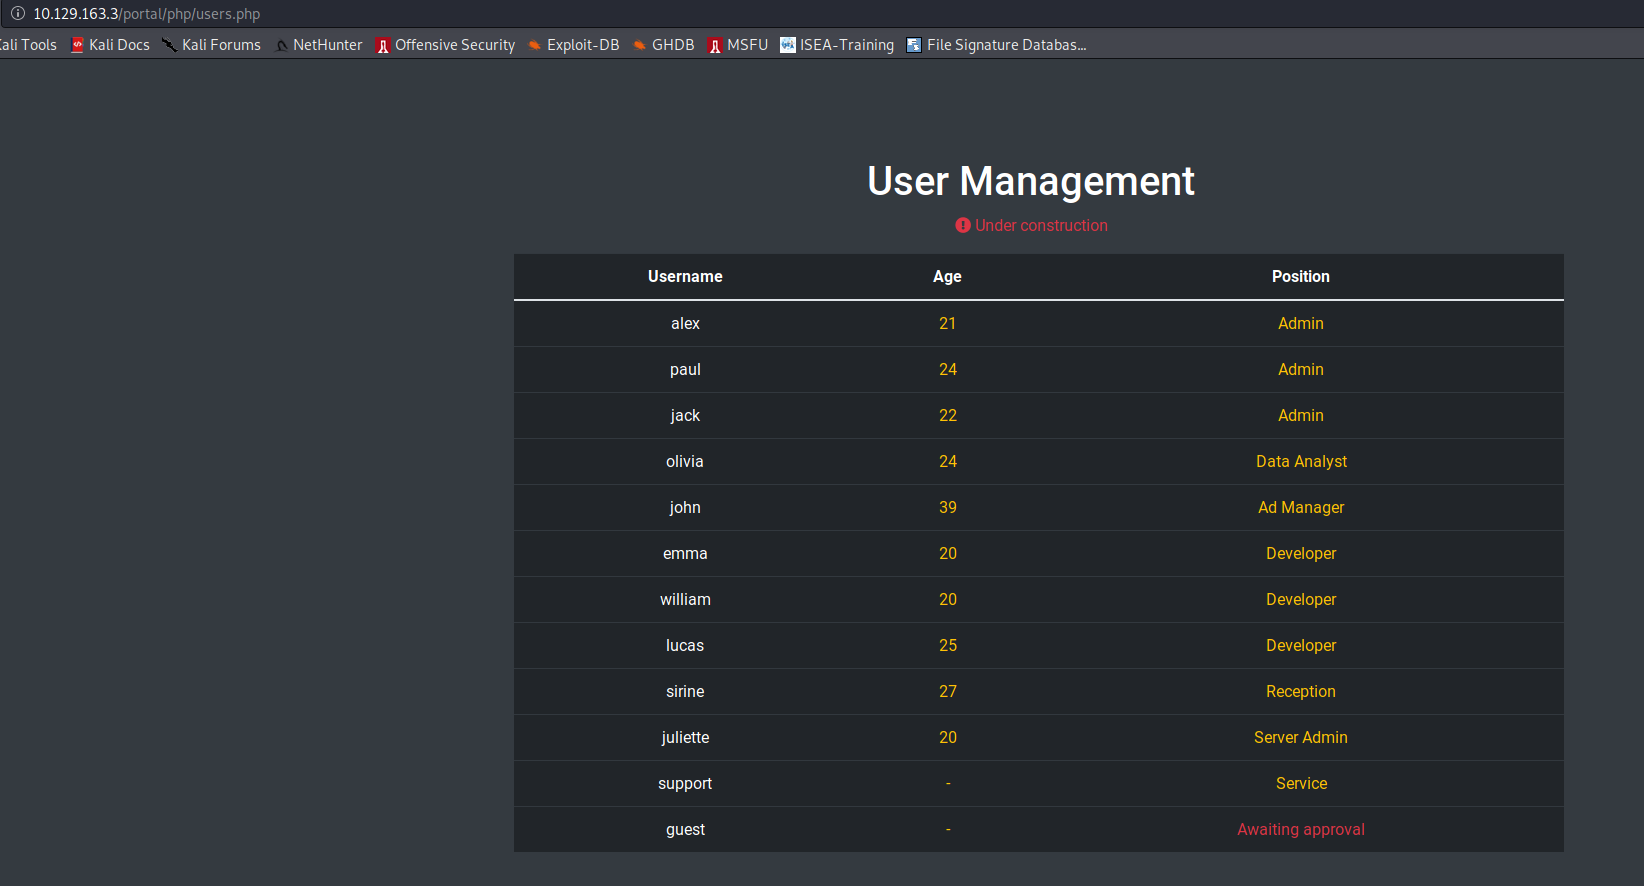 10.129.163.3/portal/php/users.php
ali Tools Kali Docs Kali Forums NetHunter Offensive Security Exploit-DB GHDB MSFU ISEA-Training File Signature Databas...
User Management
Under construction
Username Age Position
alex 21 Admin
paul 24 Admin
jack 22 Admin
olivia 24 Data Analyst
john 39 Ad Manager
emma 20 Developer
william 20 Developer
lucas 25 Developer
sirine 27 Reception
juliette 20 Server Admin
support - Service
guest - Awaiting approval